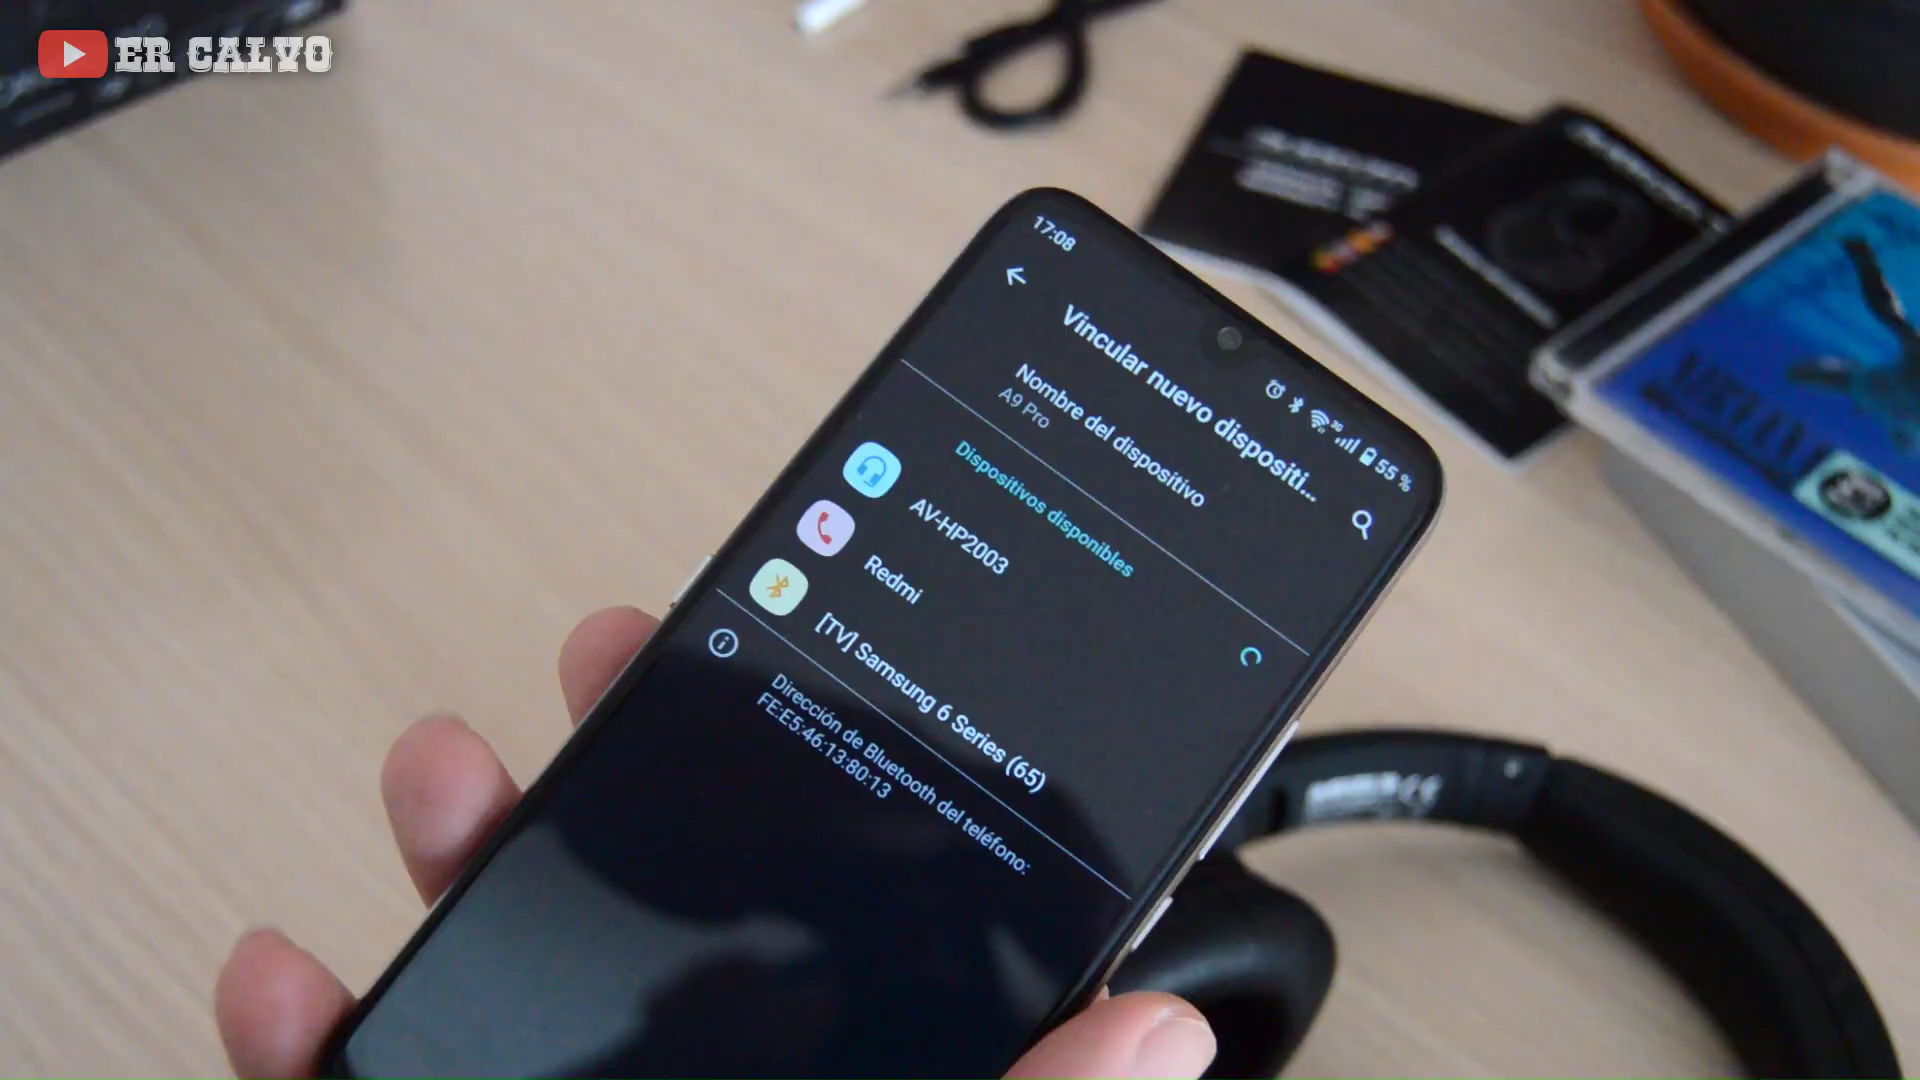 ER CALVO
17:08
3G
55 %
Vincular nuevo dispositi...
Nombre del dispositivo
A9 Pro
Dispositivos disponibles
AV-HP2003
Redmi
[TV] Samsung 6 Series (65)
Dirección de Bluetooth del teléfono:
FE:E5:46:13:80:13